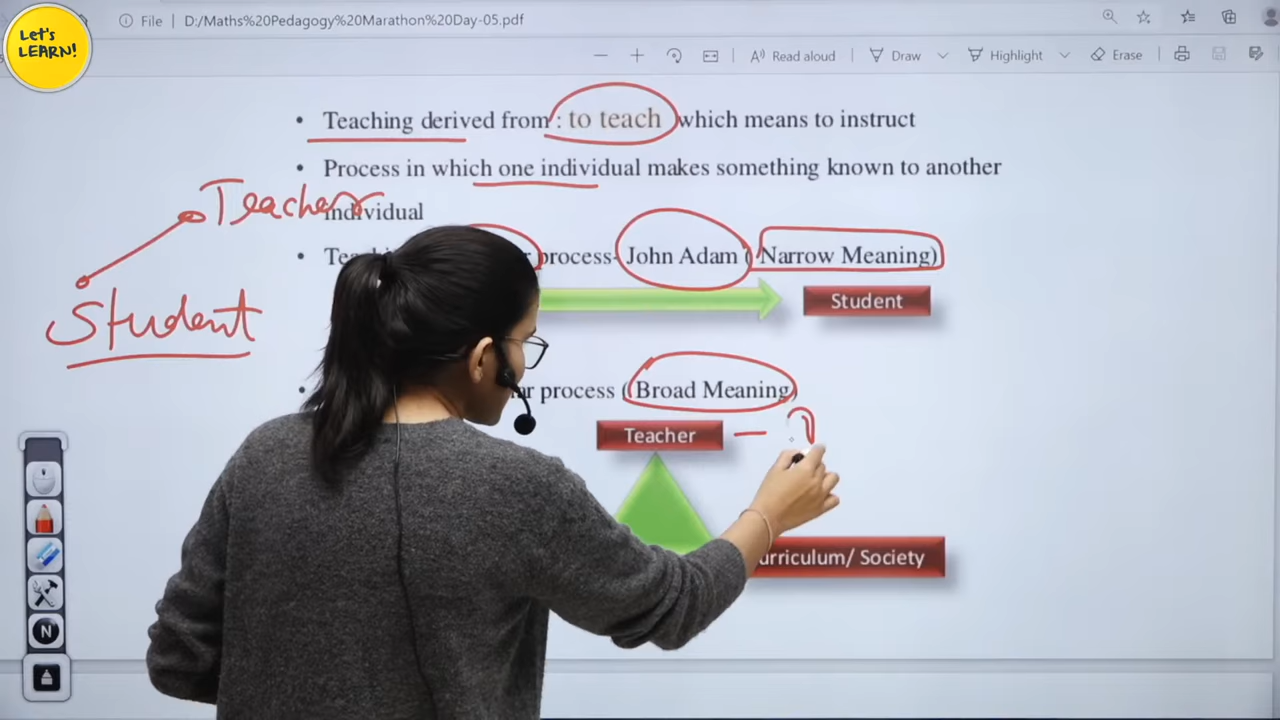 Let's
LEARN!
File D:/Maths%20Pedagogy%20Marathon%20Day-05.pdf
Read aloud Draw Highlight Erase
• Teaching derived from : to teach which means to instruct
• Process in which one individual makes something known to another
Teacher
individual
• process- John Adam ( Narrow Meaning)
Student
Student
• process ( Broad Meaning)
Teacher
urriculum/ Society
N